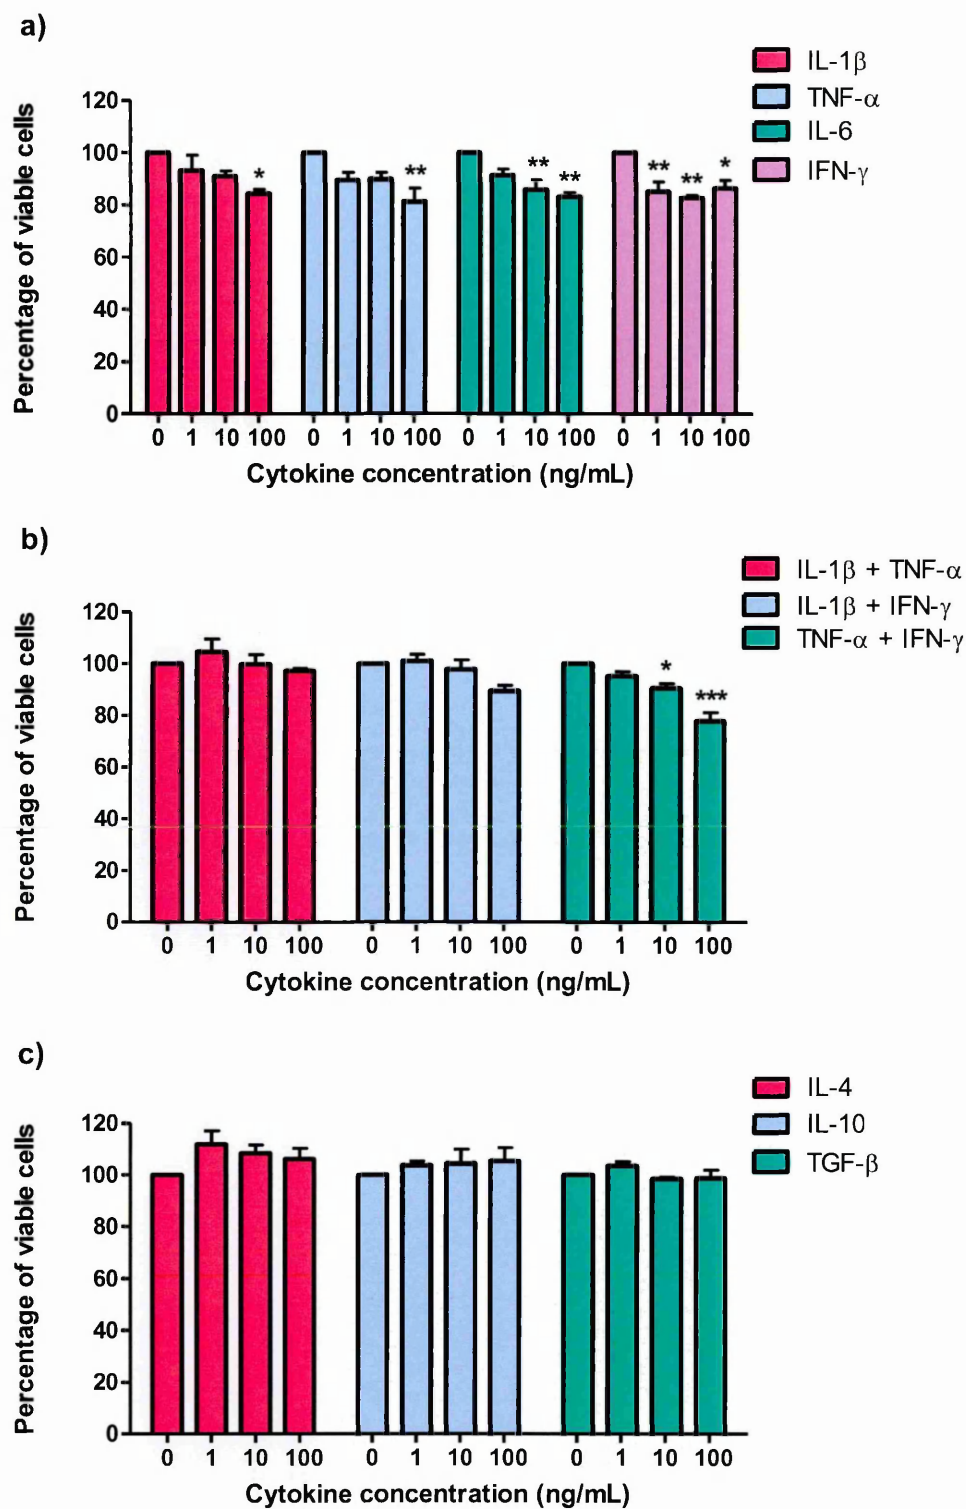 a)
IL-1β
TNF-α
IL-6
IFN-γ
Percentage of viable cells
120
100
80
60
40
20
0
* ** ** ** ** ** *
0 1 10 100 0 1 10 100 0 1 10 100 0 1 10 100
Cytokine concentration (ng/mL)
b)
IL-1β + TNF-α
IL-1β + IFN-γ
TNF-α + IFN-γ
Percentage of viable cells
120
100
80
60
40
20
0
* ***
0 1 10 100 0 1 10 100 0 1 10 100
Cytokine concentration (ng/mL)
c)
IL-4
IL-10
TGF-β
Percentage of viable cells
120
100
80
60
40
20
0
0 1 10 100 0 1 10 100 0 1 10 100
Cytokine concentration (ng/mL)